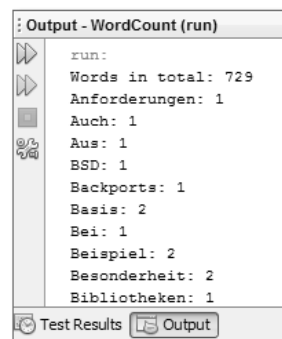 Output - WordCount (run)
run:
Words in total: 729
Anforderungen: 1
Auch: 1
Aus: 1
BSD: 1
Backports: 1
Basis: 2
Bei: 1
Beispiel: 2
Besonderheit: 2
Bibliotheken: 1
Test Results
Output